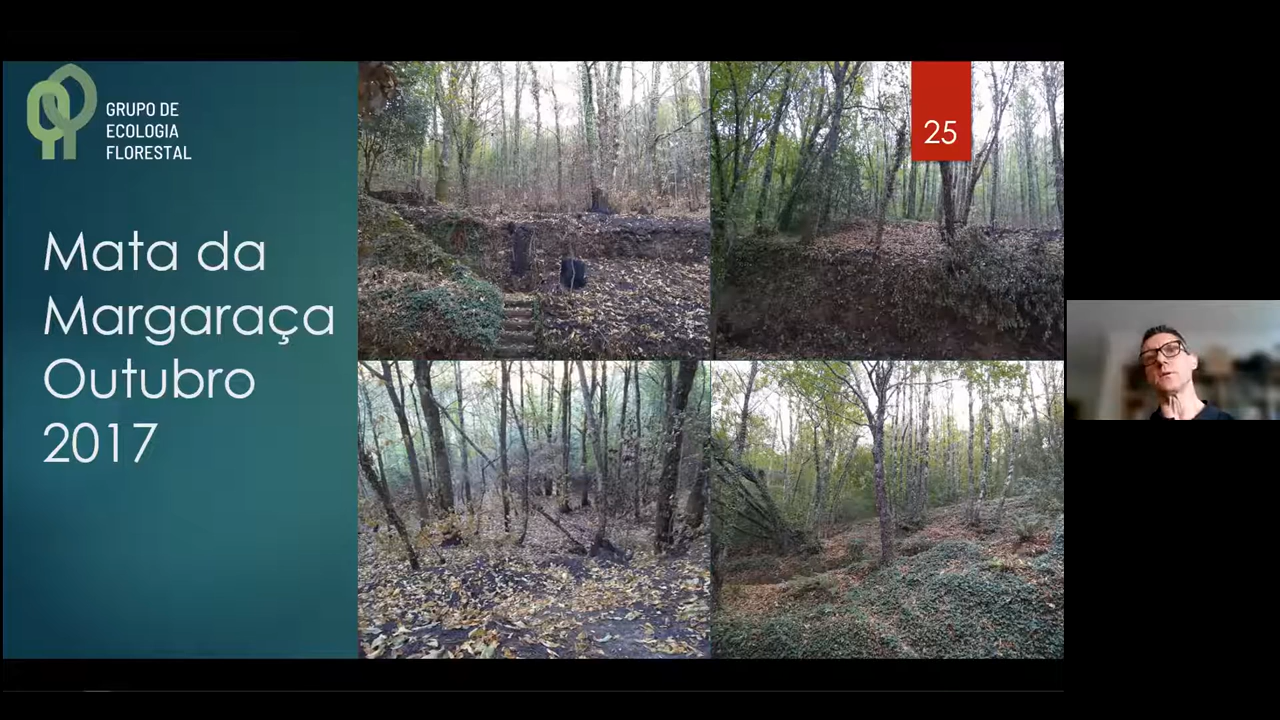 GRUPO DE
ECOLOGIA
FLORESTAL
Mata da
Margaraça
Outubro
2017
25